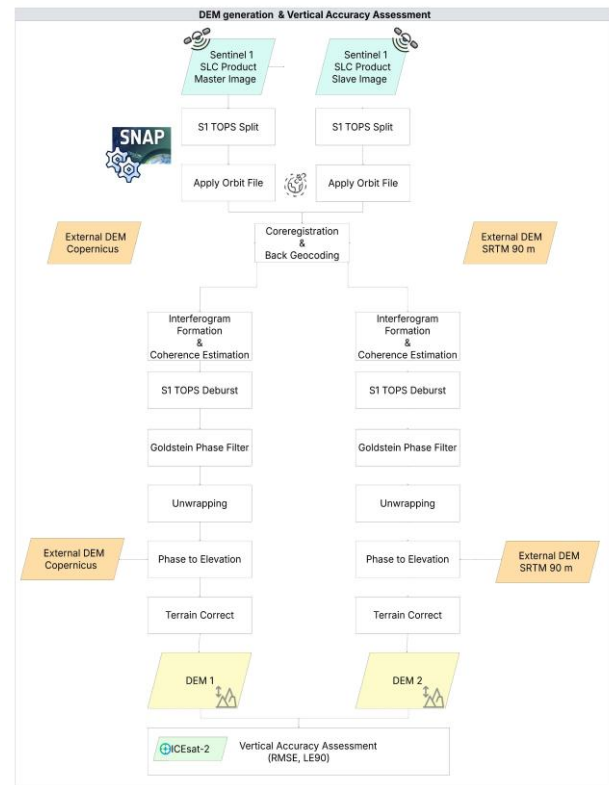 DEM generation & Vertical Accuracy Assessment
Sentinel 1
SLC Product
Master Image
Sentinel 1
SLC Product
Slave Image
S1 TOPS Split
S1 TOPS Split
SNAP
Apply Orbit File
Apply Orbit File
External DEM
Copernicus
Coreregistration
&
Back Geocoding
External DEM
SRTM 90 m
Interferogram
Formation
&
Coherence Estimation
Interferogram
Formation
&
Coherence Estimation
S1 TOPS Deburst
S1 TOPS Deburst
Goldstein Phase Filter
Goldstein Phase Filter
Unwrapping
Unwrapping
External DEM
Copernicus
Phase to Elevation
Phase to Elevation
External DEM
SRTM 90 m
Terrain Correct
Terrain Correct
DEM 1
DEM 2
ICEsat-2
Vertical Accuracy Assessment
(RMSE, LE90)